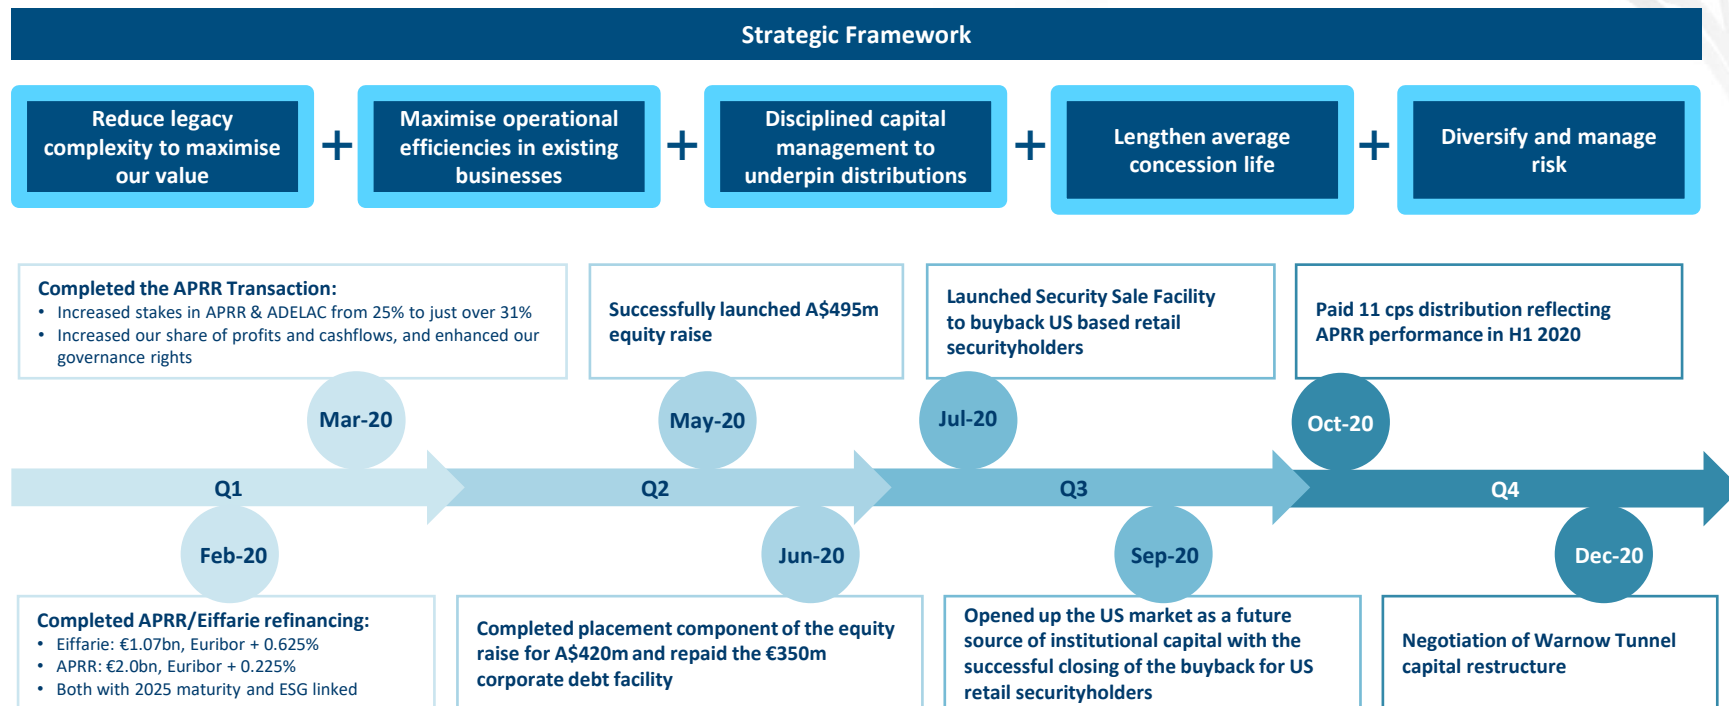 Strategic Framework
Reduce legacy
complexity to maximise
our value
+
Maximise operational
efficiencies in existing
businesses
+
Disciplined capital
management to
underpin distributions
+
Lengthen average
concession life
+
Diversify and manage
risk
Completed the APRR Transaction:
• Increased stakes in APRR & ADELAC from 25% to just over 31%
• Increased our share of profits and cashflows, and enhanced our
governance rights
Successfully launched A$495m
equity raise
Launched Security Sale Facility
to buyback US based retail
securityholders
Paid 11 cps distribution reflecting
APRR performance in H1 2020
Mar-20
May-20
Jul-20
Oct-20
Q1
Q2
Q3
Q4
Feb-20
Jun-20
Sep-20
Dec-20
Completed APRR/Eiffarie refinancing:
• Eiffarie: €1.07bn, Euribor + 0.625%
• APRR: €2.0bn, Euribor + 0.225%
• Both with 2025 maturity and ESG linked
Completed placement component of the equity
raise for A$420m and repaid the €350m
corporate debt facility
Opened up the US market as a future
source of institutional capital with the
successful closing of the buyback for US
retail securityholders
Negotiation of Warnow Tunnel
capital restructure